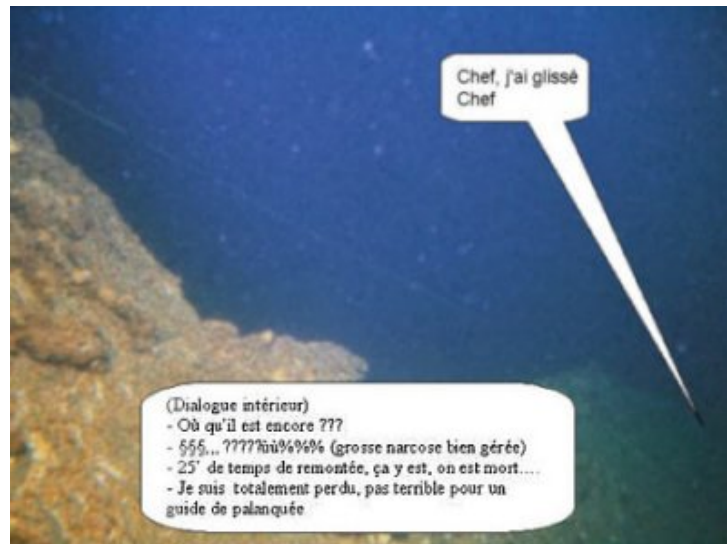 Chef, j'ai glissé
Chef
(Dialogue intérieur)
- Où qu'il est encore ???
- §§§,,, ?????ùù%%% (grosse narcose bien gérée)
- 25' de temps de remontée, ça y est, on est mort....
- Je suis totalement perdu, pas terrible pour un
guide de palanquée